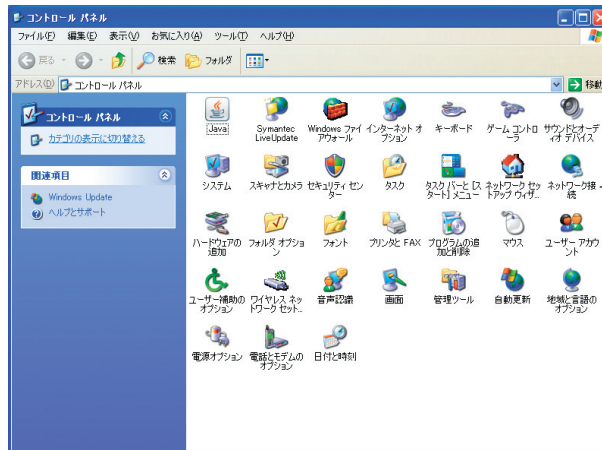 コントロール パネル
ファイル(F) 編集(E) 表示(V) お気に入り(A) ツール(T) ヘルプ(H)
戻る 検索 フォルダ
アドレス(D) コントロール パネル 移動
コントロール パネル
カテゴリの表示に切り替える
関連項目
Windows Update
ヘルプとサポート
Java
Symantec
LiveUpdate
Windows ファイ
アウォール
インターネット オ
プション
キーボード
ゲーム コントロ
ーラ
サウンドとオーデ
ィオ デバイス
システム
スキャナとカメラ
セキュリティ セン
ター
タスク
タスク バーと [ス
タート] メニュー
ネットワーク セッ
トアップ ウィザ...
ネットワーク接
続
ハードウェアの
追加
フォルダ オプショ
ン
フォント
プリンタと FAX
プログラムの追
加と削除
マウス
ユーザー アカウ
ント
ユーザー補助の
オプション
ワイヤレス ネッ
トワーク セット...
音声認識
画面
管理ツール
自動更新
地域と言語の
オプション
電源オプション
電話とモデムの
オプション
日付と時刻